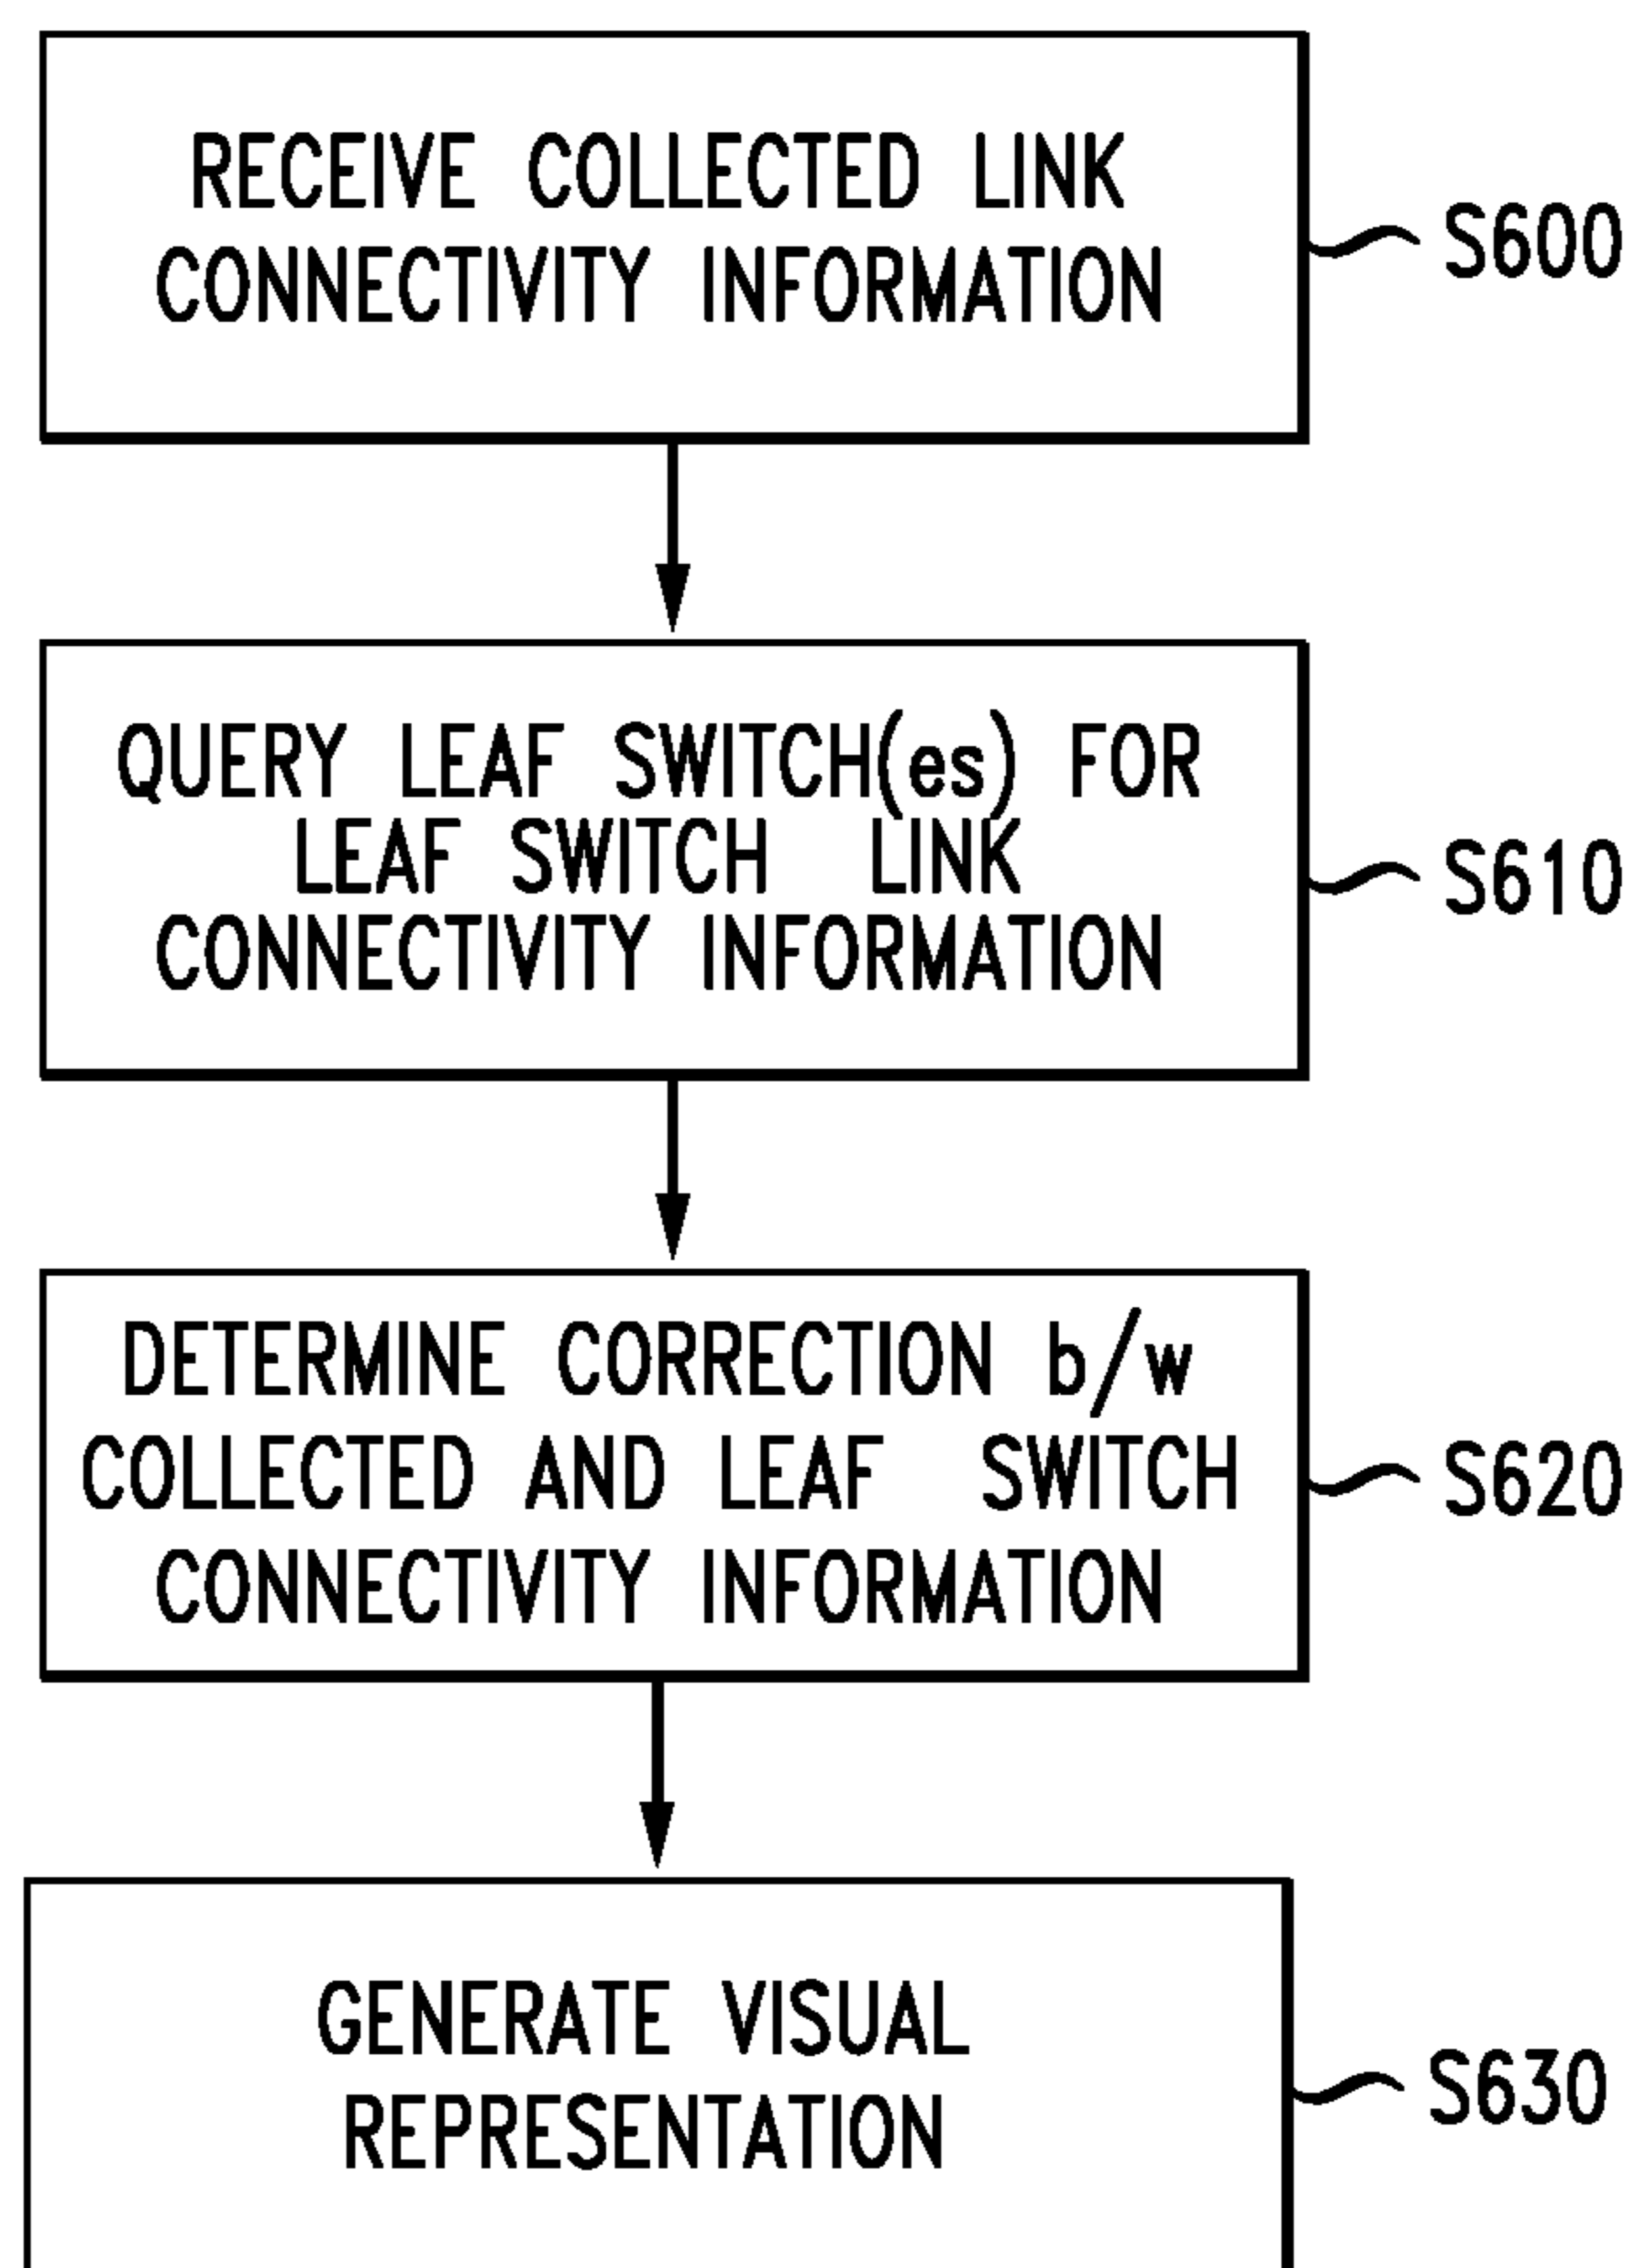 RECEIVE COLLECTED LINK
CONNECTIVITY INFORMATION
S600
QUERY LEAF SWITCH(es) FOR
LEAF SWITCH LINK
CONNECTIVITY INFORMATION
S610
DETERMINE CORRECTION b/w
COLLECTED AND LEAF SWITCH
CONNECTIVITY INFORMATION
S620
GENERATE VISUAL
REPRESENTATION
S630